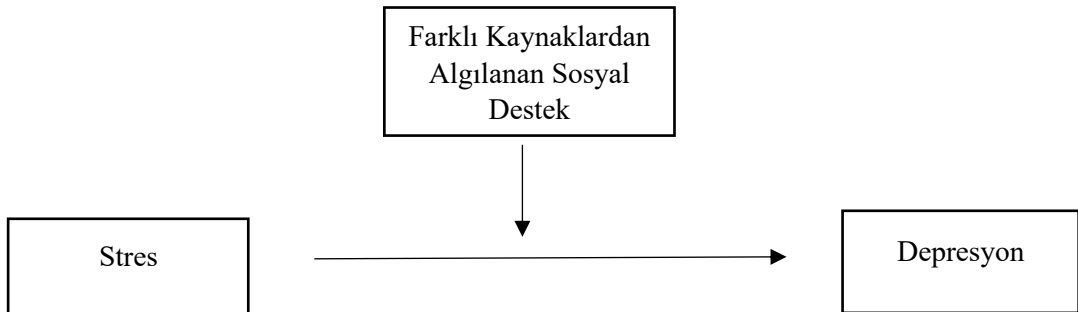 Farklı Kaynaklardan
Algılanan Sosyal
Destek
Stres
Depresyon